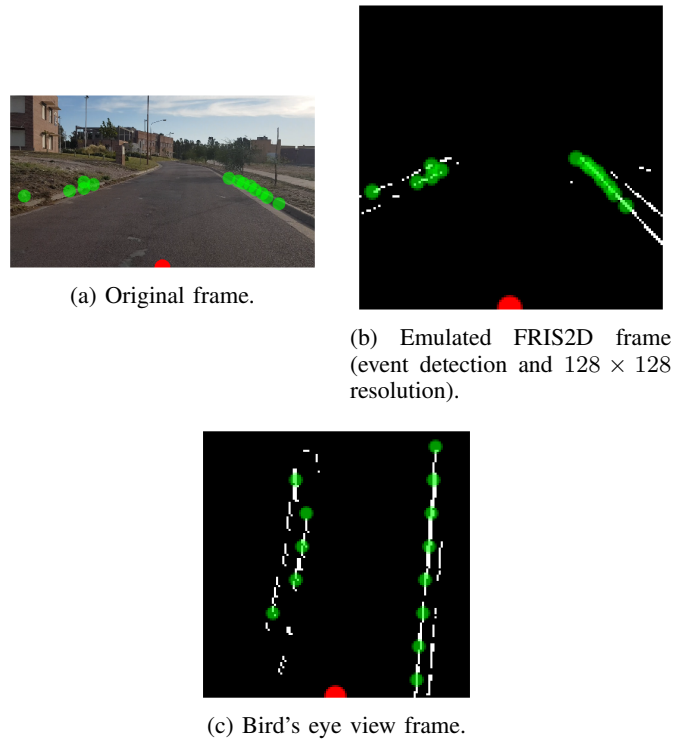 (a) Original frame.
(b) Emulated FRIS2D frame
(event detection and 128 × 128
resolution).
(c) Bird's eye view frame.